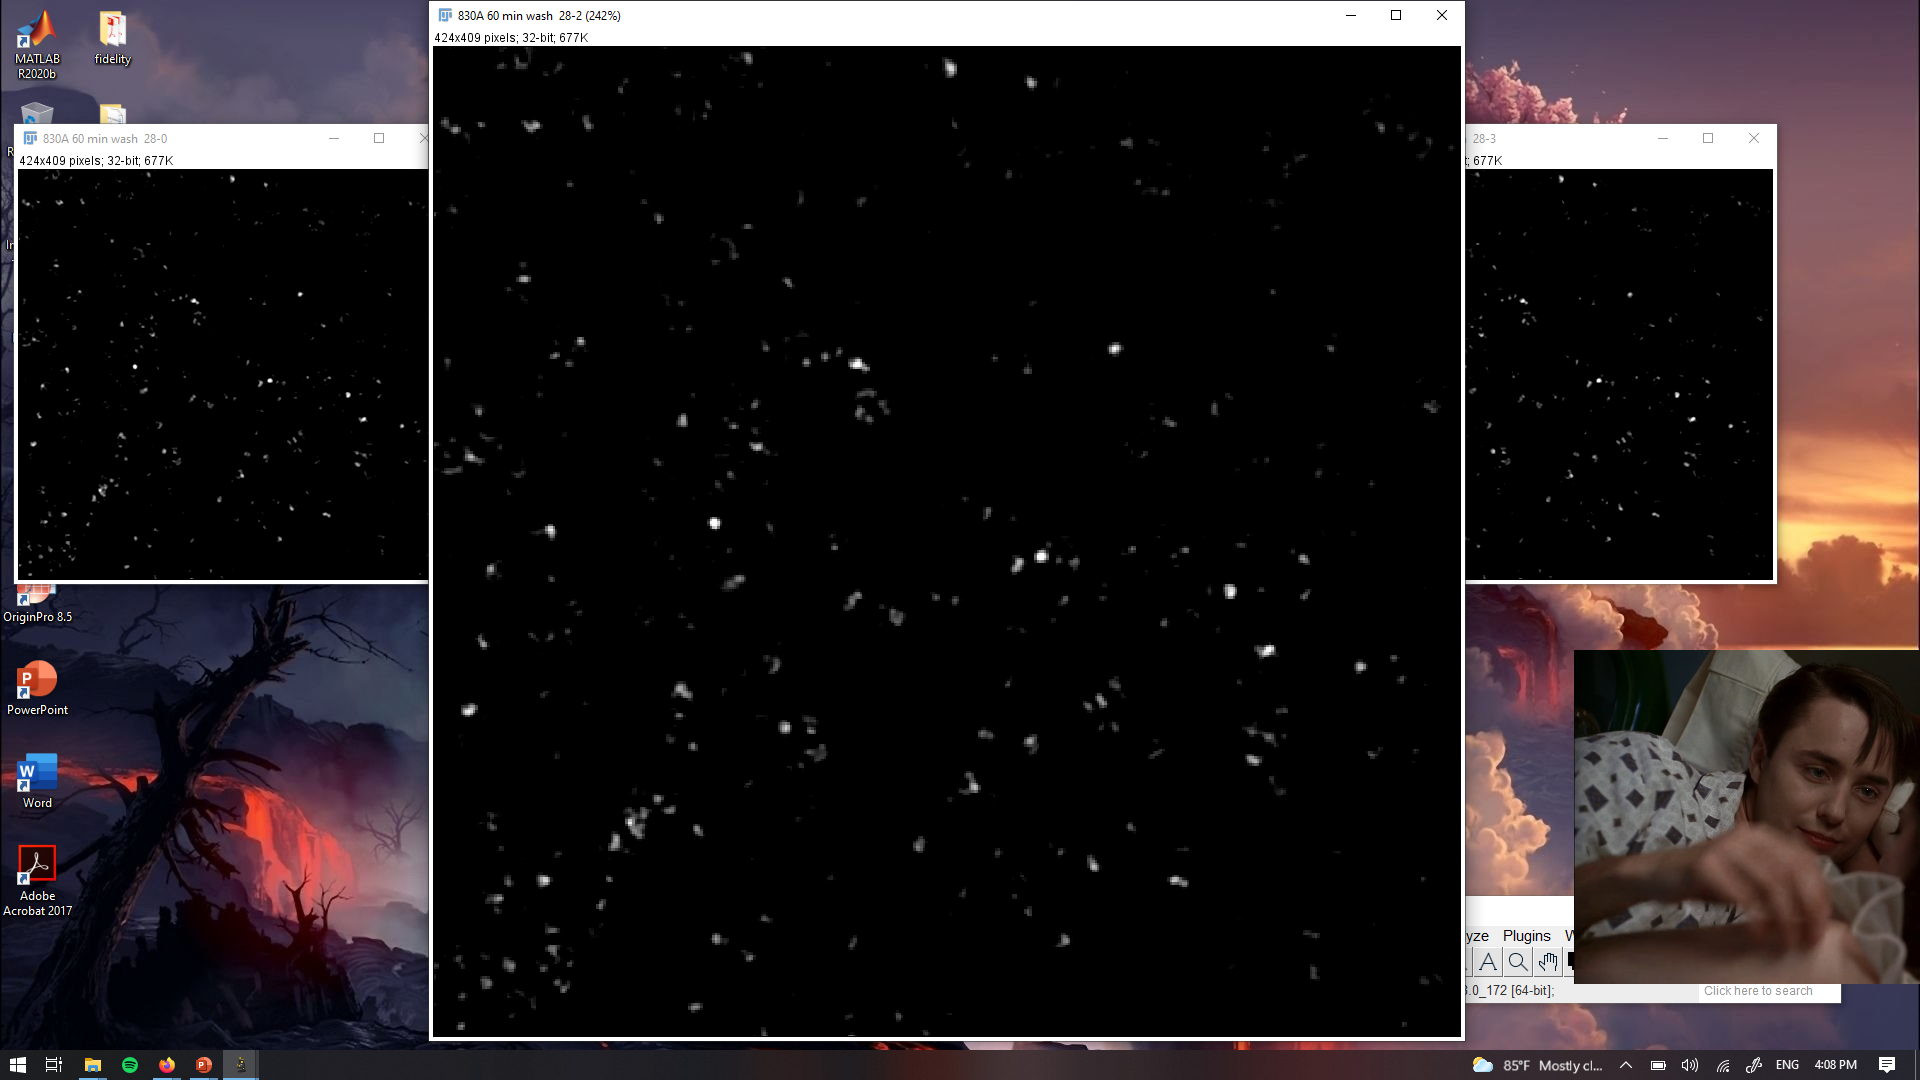 MATLAB
R2020b
fidelity
830A 60 min wash 28-0
424x409 pixels; 32-bit; 677K
830A 60 min wash 28-2 (242%)
424x409 pixels; 32-bit; 677K
28-3
t; 677K
OriginPro 8.5
PowerPoint
Word
Adobe
Acrobat 2017
yze Plugins W
3.0_172 [64-bit];
Click here to search
85°F Mostly cl...
ENG
4:08 PM